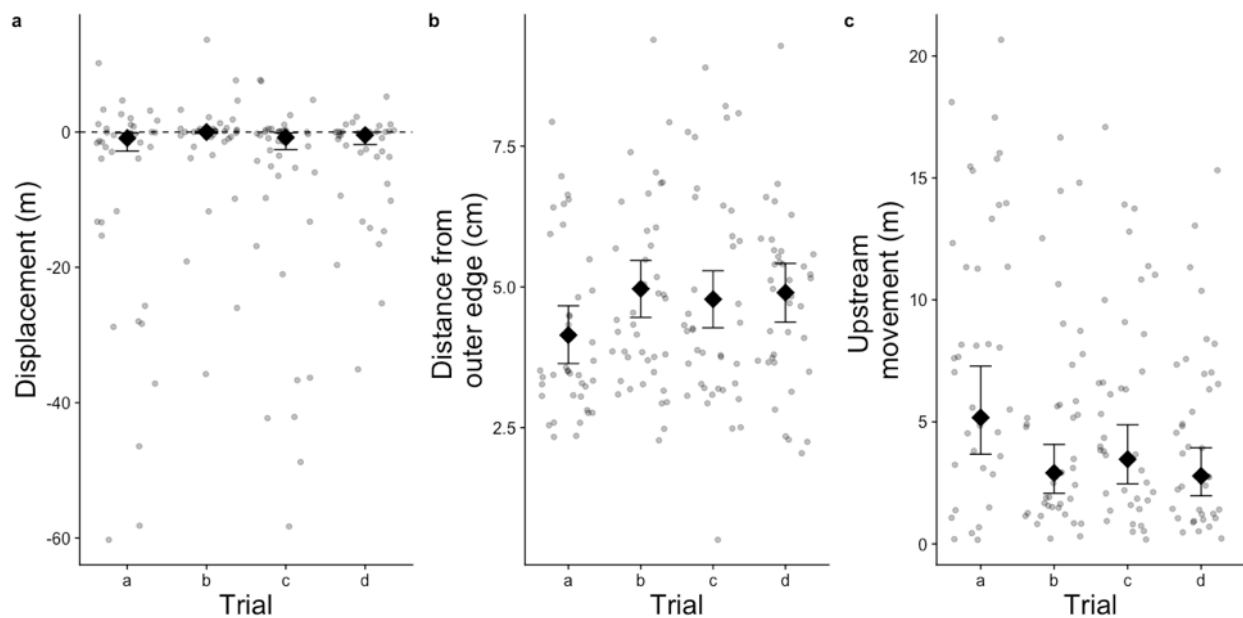 a
Displacement (m)
0
-20
-40
-60
a b c d
Trial
b
Distance from
outer edge (cm)
7.5
5.0
2.5
a b c d
Trial
c
Upstream
movement (m)
20
15
10
5
0
a b c d
Trial